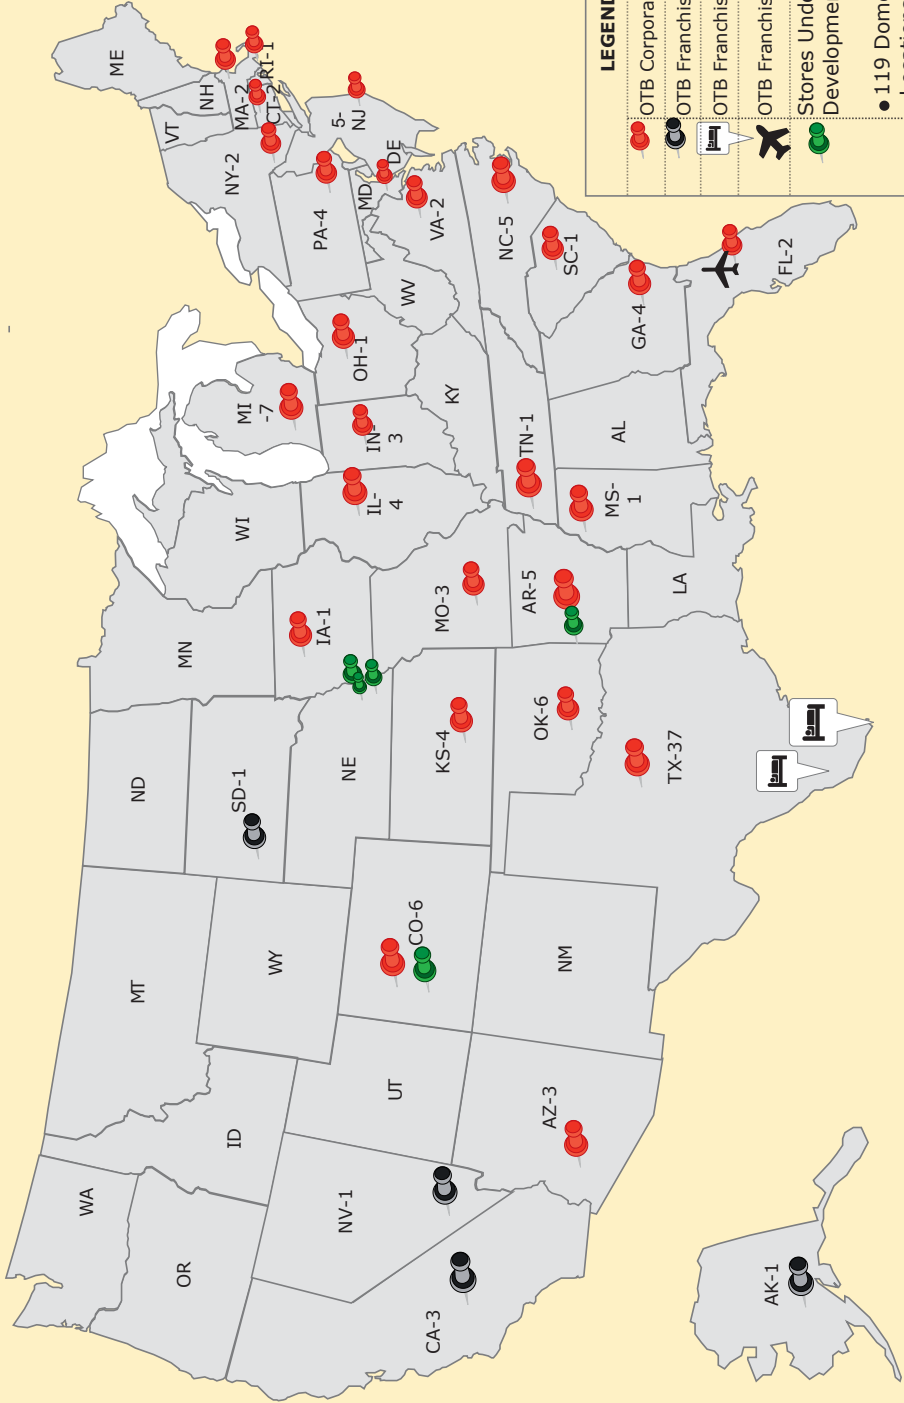 WA
OR
CA-3
NV-1
ID
MT
WY
UT
AZ-3
CO-6
NM
ND
SD-1
NE
KS-4
OK-6
TX-37
MN
IA-1
MO-3
AR-5
LA
WI
IL-
4
MI
-7
IN-
3
OH-1
KY
TN-1
MS-
1
AL
GA-4
FL-2
SC-1
NC-5
VA-2
WV
MD
DE
PA-4
5-
NJ
NY-2
CT-2
RI-1
MA-2
VT
NH
ME
AK-1
LEGEND
OTB Corpora
OTB Franchis
OTB Franchis
OTB Franchis
Stores Unde
Developme
● 119 Dome